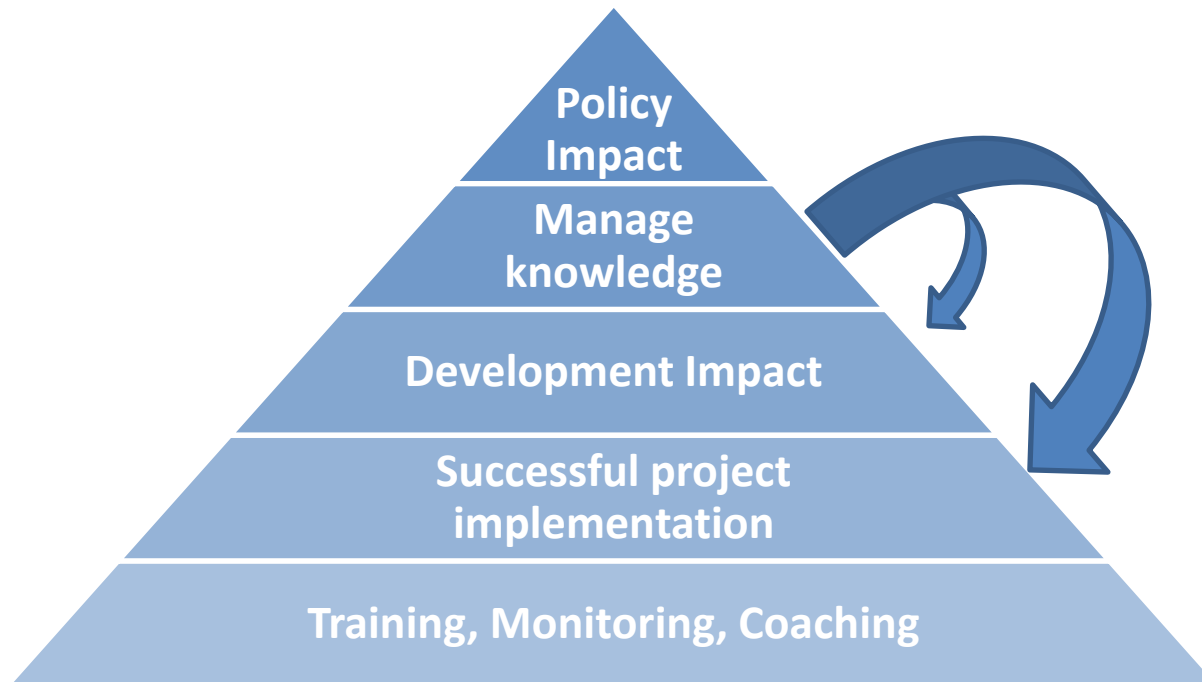 Policy
Impact
Manage
knowledge
Development Impact
Successful project
implementation
Training, Monitoring, Coaching